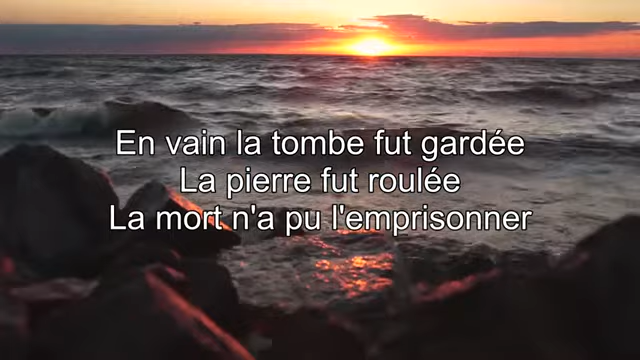 En vain la tombe fut gardée
La pierre fut roulée
La mort n'a pu l'emprisonner